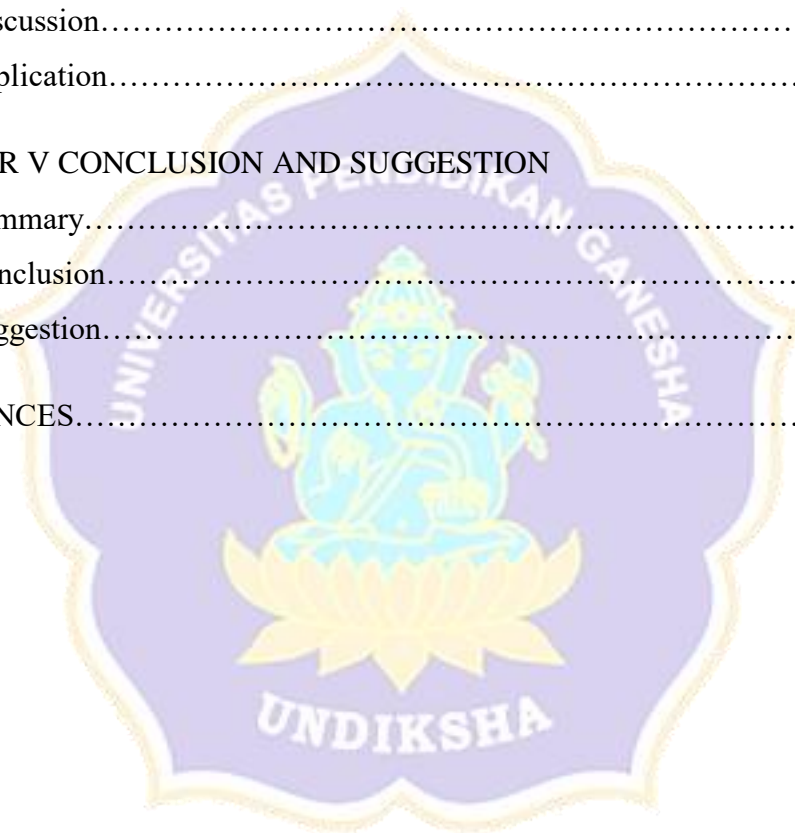 scussion……………………………………………………………………
plication……………………………………………………………………
R V CONCLUSION AND SUGGESTION
mmary……………………………………………………………………
nclusion……………………………………………………………………
ggestion……………………………………………………………………
NCES……………………………………………………………………
UNIVERSITAS PENDIDIKAN GANESHA
UNDIKSHA